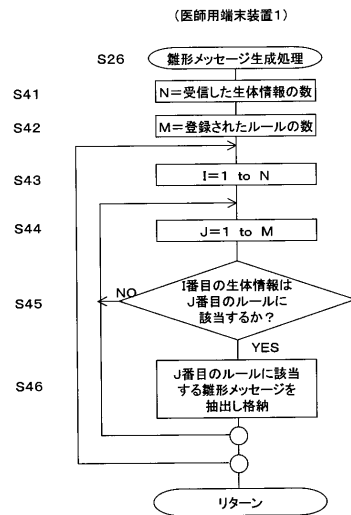 (医師用端末装置1)
S26 雛形メッセージ生成処理
S41 N=受信した生体情報の数
S42 M=登録されたルールの数
S43 I=1 to N
S44 J=1 to M
S45
I番目の生体情報は
J番目のルールに
該当するか?
NO
YES
S46
J番目のルールに該当
する雛形メッセージを
抽出し格納
リターン